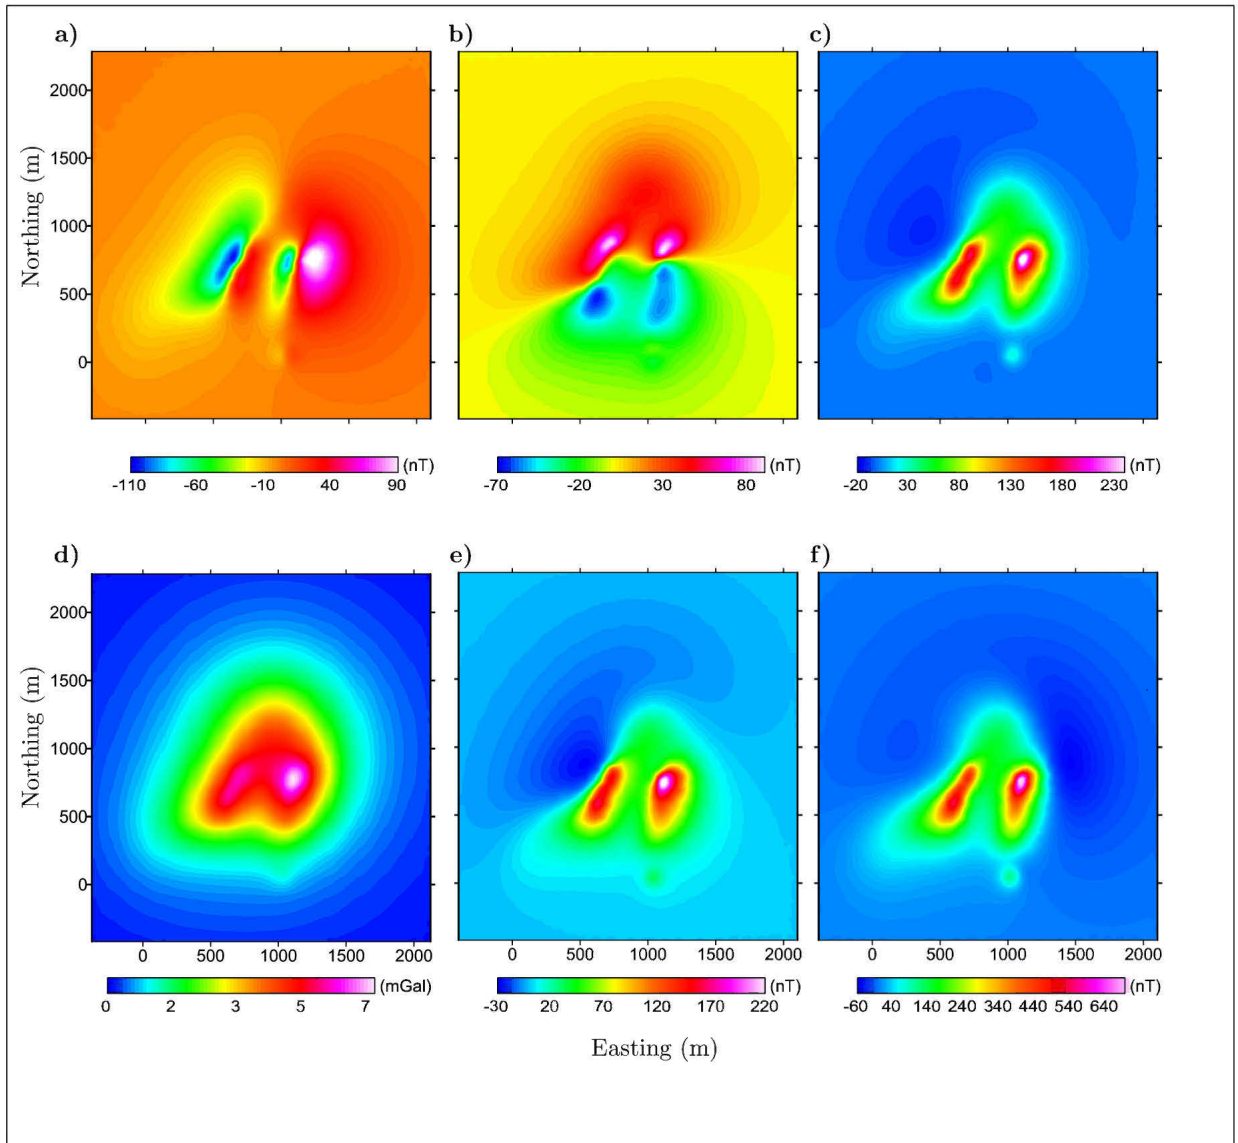 a) b) c)
2000
1500
1000
500
0
Northing (m)
-110 -60 -10 40 90 (nT)
-70 -20 30 80 (nT)
-20 30 80 130 180 230 (nT)
d) e) f)
2000
1500
1000
500
0
Northing (m)
0 500 1000 1500 2000
0 500 1000 1500 2000
0 500 1000 1500 2000
0 2 3 5 7 (mGal)
-30 20 70 120 170 220 (nT)
-60 40 140 240 340 440 540 640 (nT)
Easting (m)